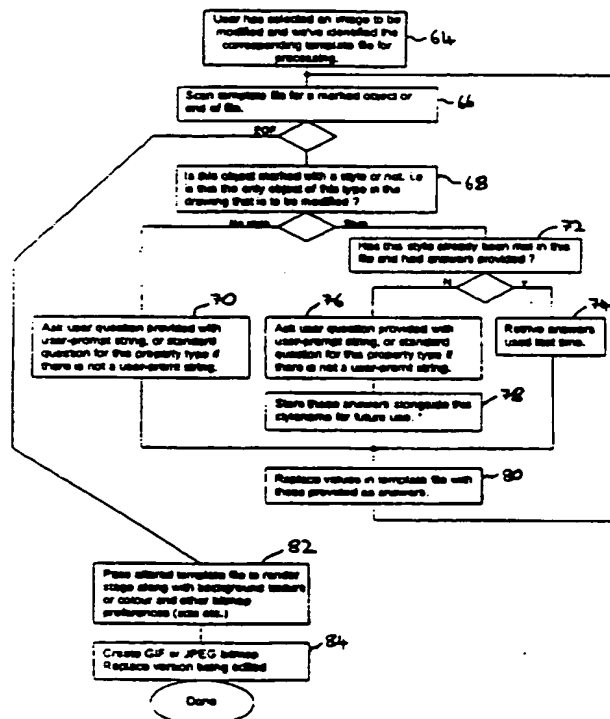 User has selected an image to be
modified and we've identified the
corresponding template file for
processing.
64
Scan template file for a marked object or
end of file.
66
EOF
Is this object marked with a style or not, i.e
is this the only object of this type in the
drawing that is to be modified ?
68
No style
Style
72
Has this style already been met in this
file and had answers provided ?
N
Y
70
76
74
Ask user question provided with
user-prompt string, or standard
question for this property type if
there is not a user-prompt string.
Ask user question provided with
user-prompt string, or standard
question for this property type if
there is not a user-premt string.
Retrive answers
used last time.
Store these answers alongside this
stylename for future use.
78
Replace values in template file with
those provided as answers.
80
82
Pass altered template file to render
stage along with background texture
or colour and other bitmap
preferences (size etc.)
Create GIF or JPEG bitmap
Replace version being edited
84
Done